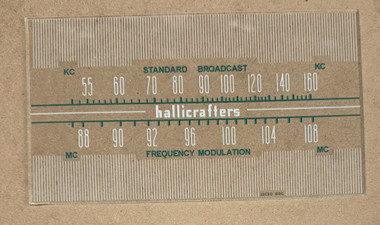 STANDARD BROADCAST
KC KC
55 60 70 80 90 100 120 140 160
hallicrafters
88 90 92 96 100 104 108
MC FREQUENCY MODULATION MC